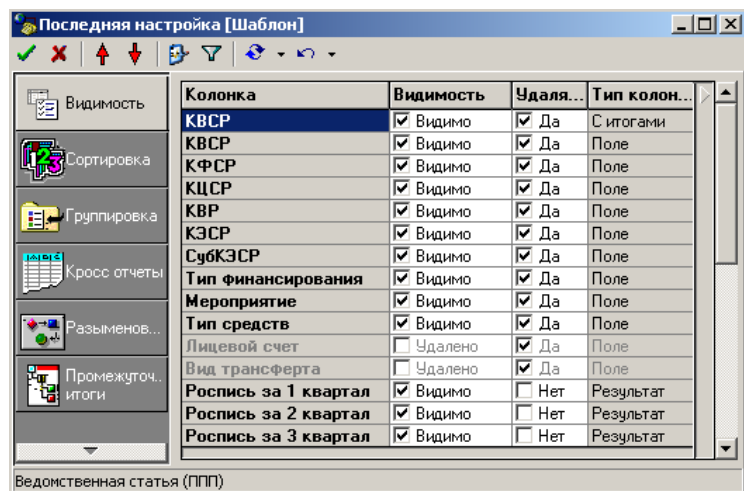 Последняя настройка [Шаблон]
Видимость
Сортировка
Группировка
Кросс отчеты
Разыменов...
Промежуточ..
итоги
Колонка Видимость Удаля... Тип колон...
КВСР Видимо Да С итогами
КВСР Видимо Да Поле
КФСР Видимо Да Поле
КЦСР Видимо Да Поле
КВР Видимо Да Поле
КЭСР Видимо Да Поле
СубКЭСР Видимо Да Поле
Тип финансирования Видимо Да Поле
Мероприятие Видимо Да Поле
Тип средств Видимо Да Поле
Лицевой счет Удалено Да Поле
Вид трансферта Удалено Да Поле
Роспись за 1 квартал Видимо Нет Результат
Роспись за 2 квартал Видимо Нет Результат
Роспись за 3 квартал Видимо Нет Результат
Ведомственная статья (ППП)